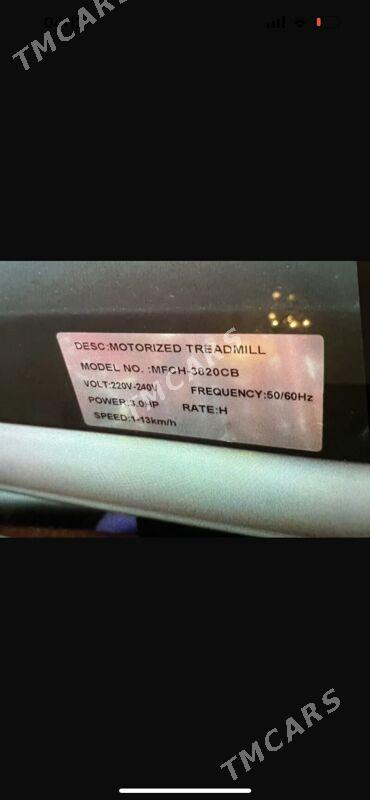 TMCARS
DESC:MOTORIZED TREADMILL
MODEL NO. :MFCH-3820CB
VOLT:220V-240V FREQUENCY:50/60Hz
POWER:3.0HP RATE:H
SPEED:1-13km/h
TMCARS
TMCARS